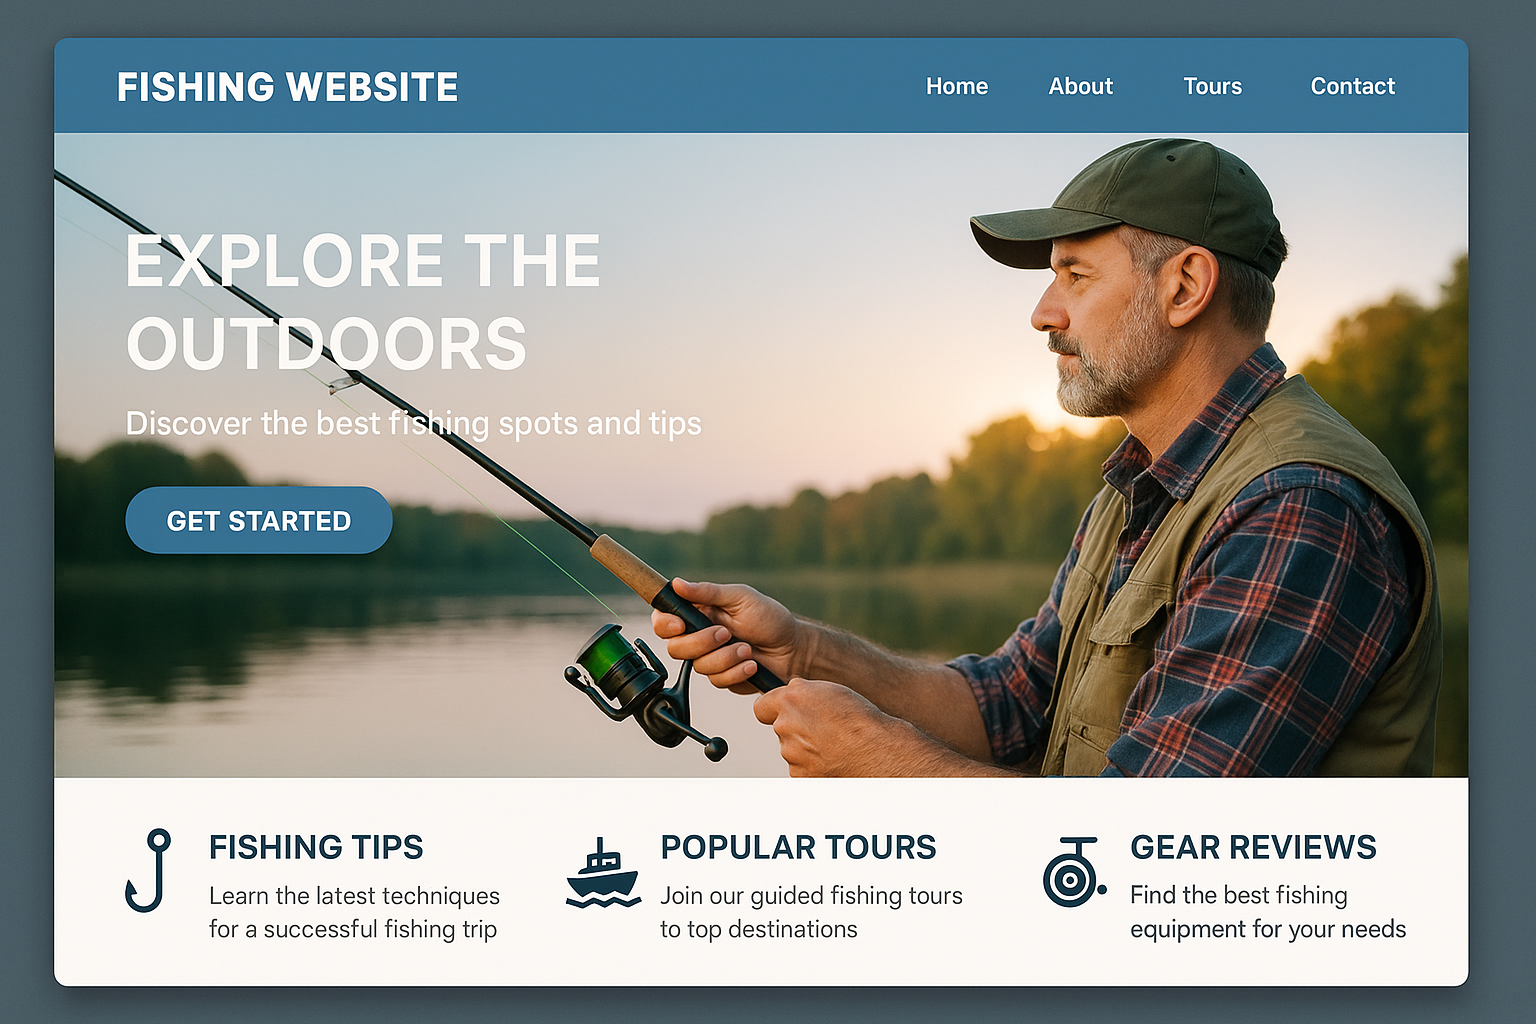 FISHING WEBSITE
Home About Tours Contact
EXPLORE THE
OUTDOORS
Discover the best fishing spots and tips
GET STARTED
FISHING TIPS
Learn the latest techniques
for a successful fishing trip
POPULAR TOURS
Join our guided fishing tours
to top destinations
GEAR REVIEWS
Find the best fishing
equipment for your needs